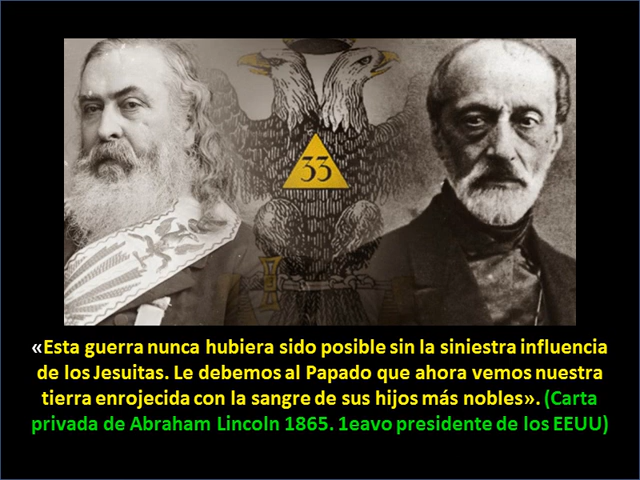 33
«Esta guerra nunca hubiera sido posible sin la siniestra influencia
de los Jesuitas. Le debemos al Papado que ahora vemos nuestra
tierra enrojecida con la sangre de sus hijos más nobles». (Carta
privada de Abraham Lincoln 1865. 1eavo presidente de los EEUU)